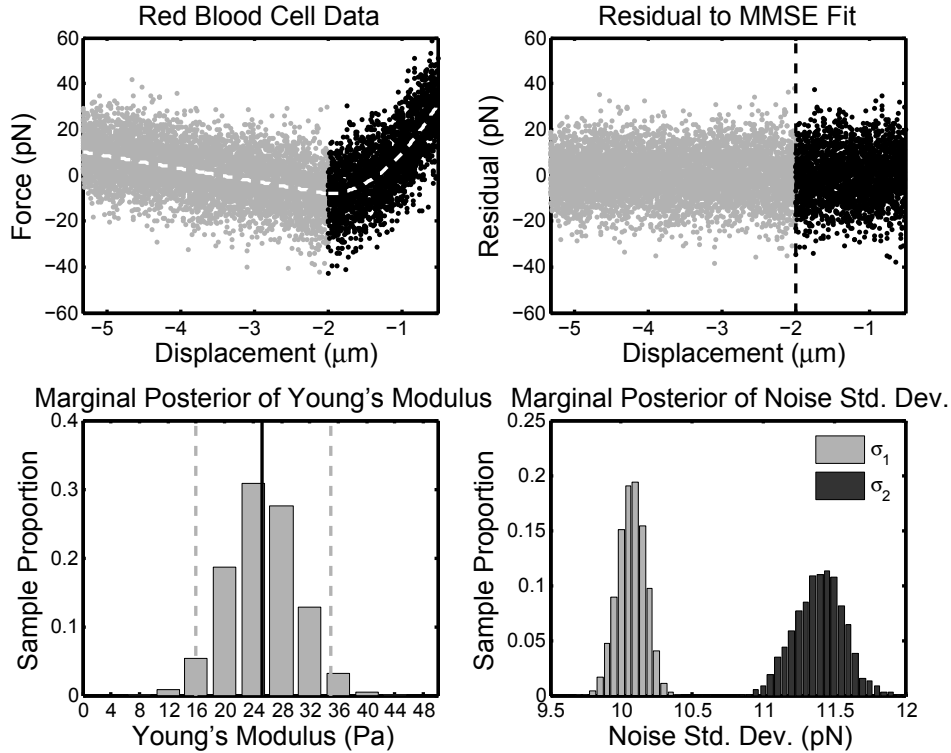 Red Blood Cell Data
Force (pN)
60
40
20
0
−20
−40
−60
−5
−4
−3
−2
−1
Displacement (μm)
Residual to MMSE Fit
Residual (pN)
60
40
20
0
−20
−40
−60
−5
−4
−3
−2
−1
Displacement (μm)
Marginal Posterior of Young's Modulus
Sample Proportion
0.4
0.3
0.2
0.1
0
0 4 8 12 16 20 24 28 32 36 40 44 48
Young's Modulus (Pa)
Marginal Posterior of Noise Std. Dev.
Sample Proportion
0.25
0.2
0.15
0.1
0.05
0
9.5 10 10.5 11 11.5 12
Noise Std. Dev. (pN)
σ1
σ2